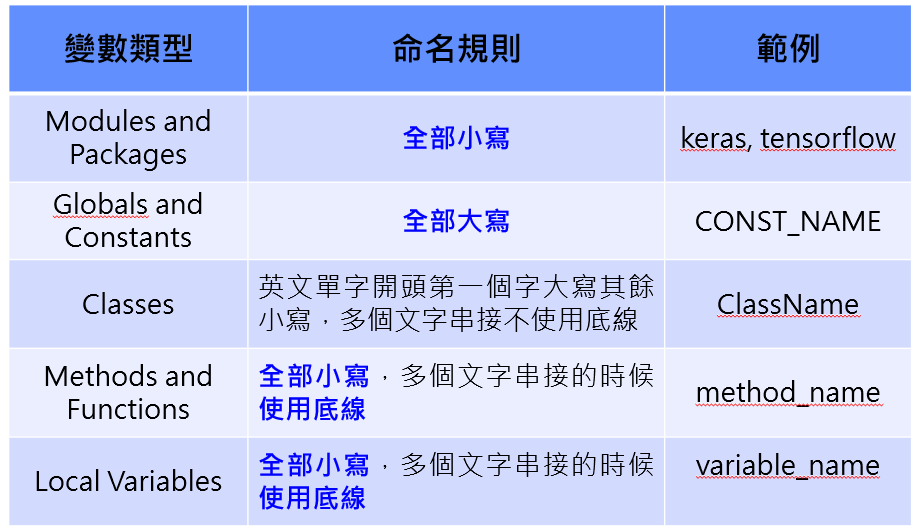 變數類型
命名規則
範例
Modules and
Packages
全部小寫
keras, tensorflow
Globals and
Constants
全部大寫
CONST_NAME
Classes
英文單字開頭第一個字大寫其餘
小寫，多個文字串接不使用底線
ClassName
Methods and
Functions
全部小寫，多個文字串接的時候
使用底線
method_name
Local Variables
全部小寫，多個文字串接的時候
使用底線
variable_name